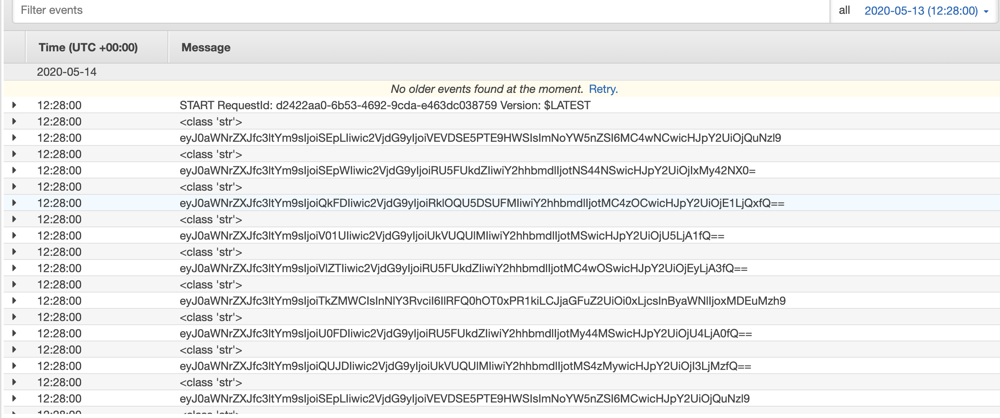 Filter events
all 2020-05-13 (12:28:00)
Time (UTC +00:00) Message
2020-05-14
No older events found at the moment. Retry.
12:28:00 START RequestId: d2422aa0-6b53-4692-9cda-e463dc038759 Version: $LATEST
12:28:00 <class 'str'>
12:28:00 eyJ0aWNrZXJfc3ltYm9sIjoiSEpLIiwic2VjdG9yIjoiVEVDSE5PTE9HWSIsImNoYW5nZSI6MC4wNCwicHJpY2UiOjQuNzl9
12:28:00 <class 'str'>
12:28:00 eyJ0aWNrZXJfc3ltYm9sIjoiSEpWIiwic2VjdG9yIjoiRU5FUkdZIiwiY2hhbmdlIjotNS44NSwicHJpY2UiOjIxMy42NX0=
12:28:00 <class 'str'>
12:28:00 eyJ0aWNrZXJfc3ltYm9sIjoiQkFDIiwic2VjdG9yIjoiRklOQU5DSUFMIiwiY2hhbmdlIjotMC4zOCwicHJpY2UiOjE1LjQxfQ==
12:28:00 <class 'str'>
12:28:00 eyJ0aWNrZXJfc3ltYm9sIjoiV01UIiwic2VjdG9yIjoiUkVUQUlMIiwiY2hhbmdlIjotMSwicHJpY2UiOjU5LjA1fQ==
12:28:00 <class 'str'>
12:28:00 eyJ0aWNrZXJfc3ltYm9sIjoiVlZTIiwic2VjdG9yIjoiRU5FUkdZIiwiY2hhbmdlIjotMC4wOSwicHJpY2UiOjEyLjA3fQ==
12:28:00 <class 'str'>
12:28:00 eyJ0aWNrZXJfc3ltYm9sIjoiTkZMWCIsInNlY3RvciI6IlRFQ0hOT0xPR1kiLCJjaGFuZ2UiOi0xLjcsInByaWNlIjoxMDEuMzh9
12:28:00 <class 'str'>
12:28:00 eyJ0aWNrZXJfc3ltYm9sIjoiU0FDIiwic2VjdG9yIjoiRU5FUkdZIiwiY2hhbmdlIjotMy44MSwicHJpY2UiOjU4LjA0fQ==
12:28:00 <class 'str'>
12:28:00 eyJ0aWNrZXJfc3ltYm9sIjoiQUJDIiwic2VjdG9yIjoiUkVUQUlMIiwiY2hhbmdlIjotMS4zMywicHJpY2UiOjI3LjMzfQ==
12:28:00 <class 'str'>
12:28:00 eyJ0aWNrZXJfc3ltYm9sIjoiSEpLIiwic2VjdG9yIjoiVEVDSE5PTE9HWSIsImNoYW5nZSI6MCwicHJpY2UiOjQuNzl9
12:28:00 <class 'str'>